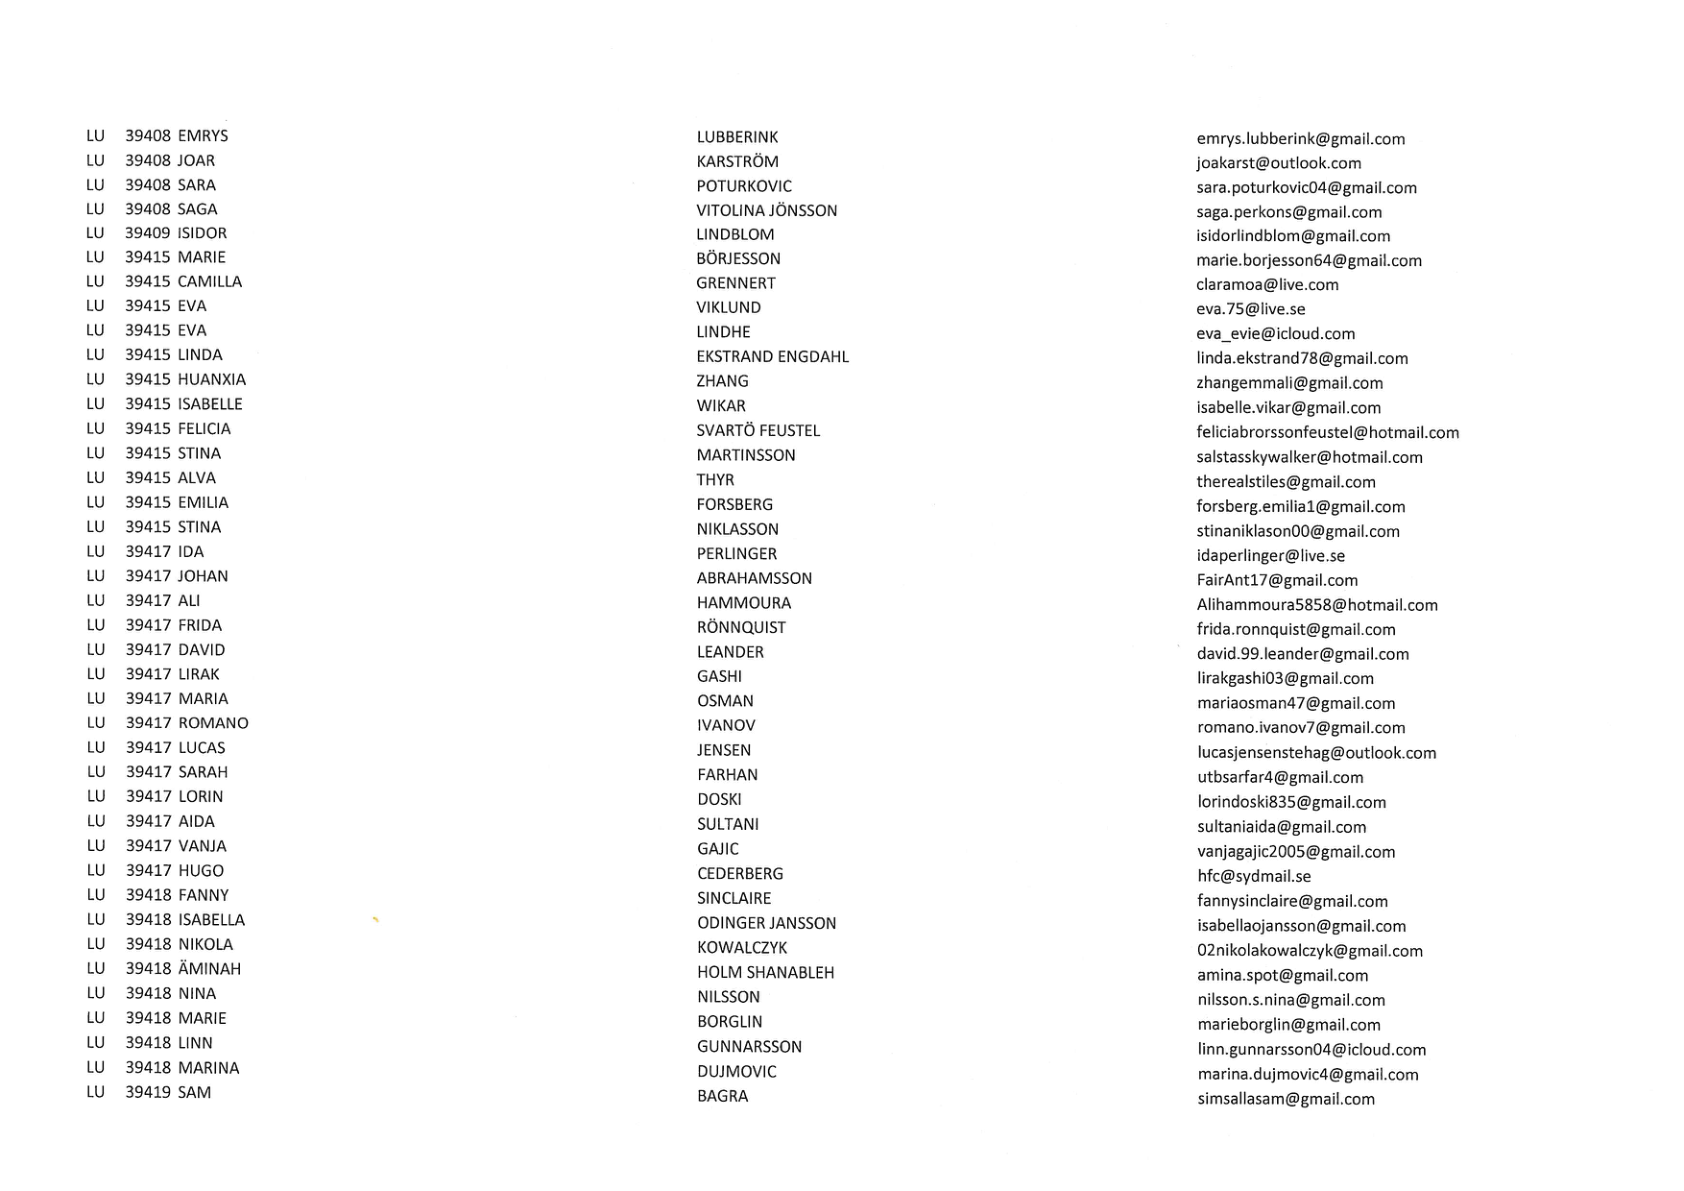 LU 39408 EMRYS LUBBERINK emrys.lubberink@gmail.com
LU 39408 JOAR KARSTRÖM joakarst@outlook.com
LU 39408 SARA POTURKOVIC sara.poturkovic04@gmail.com
LU 39408 SAGA VITOLINA JÖNSSON saga.perkons@gmail.com
LU 39409 ISIDOR LINDBLOM isidorlindblom@gmail.com
LU 39415 MARIE BÖRJESSON marie.borjesson64@gmail.com
LU 39415 CAMILLA GRENNERT claramoa@live.com
LU 39415 EVA VIKLUND eva.75@live.se
LU 39415 EVA LINDHE eva_evie@icloud.com
LU 39415 LINDA EKSTRAND ENGDAHL linda.ekstrand78@gmail.com
LU 39415 HUANXIA ZHANG zhangemmali@gmail.com
LU 39415 ISABELLE WIKAR isabelle.vikar@gmail.com
LU 39415 FELICIA SVARTÖ FEUSTEL feliciabrorssonfeustel@hotmail.com
LU 39415 STINA MARTINSSON salstasskywalker@hotmail.com
LU 39415 ALVA THYR therealstiles@gmail.com
LU 39415 EMILIA FORSBERG forsberg.emilia1@gmail.com
LU 39415 STINA NIKLASSON stinaniklason00@gmail.com
LU 39417 IDA PERLINGER idaperlinger@live.se
LU 39417 JOHAN ABRAHAMSSON FairAnt17@gmail.com
LU 39417 ALI HAMMOURA Alihammoura5858@hotmail.com
LU 39417 FRIDA RÖNNQUIST frida.ronnquist@gmail.com
LU 39417 DAVID LEANDER david.99.leander@gmail.com
LU 39417 LIRAK GASHI lirakgashi03@gmail.com
LU 39417 MARIA OSMAN mariaosman47@gmail.com
LU 39417 ROMANO IVANOV romano.ivanov7@gmail.com
LU 39417 LUCAS JENSEN lucasjensenstehag@outlook.com
LU 39417 SARAH FARHAN utbsarfar4@gmail.com
LU 39417 LORIN DOSKI lorindoski835@gmail.com
LU 39417 AIDA SULTANI sultaniaida@gmail.com
LU 39417 VANJA GAJIC vanjagajic2005@gmail.com
LU 39417 HUGO CEDERBERG hfc@sydmail.se
LU 39418 FANNY SINCLAIRE fannysinclaire@gmail.com
LU 39418 ISABELLA ODINGER JANSSON isabellaojansson@gmail.com
LU 39418 NIKOLA KOWALCZYK 02nikolakowalczyk@gmail.com
LU 39418 ÄMINAH HOLM SHANABLEH amina.spot@gmail.com
LU 39418 NINA NILSSON nilsson.s.nina@gmail.com
LU 39418 MARIE BORGLIN marieborglin@gmail.com
LU 39418 LINN GUNNARSSON linn.gunnarsson04@icloud.com
LU 39418 MARINA DUJMOVIC marina.dujmovic4@gmail.com
LU 39419 SAM BAGRA simsallasam@gmail.com